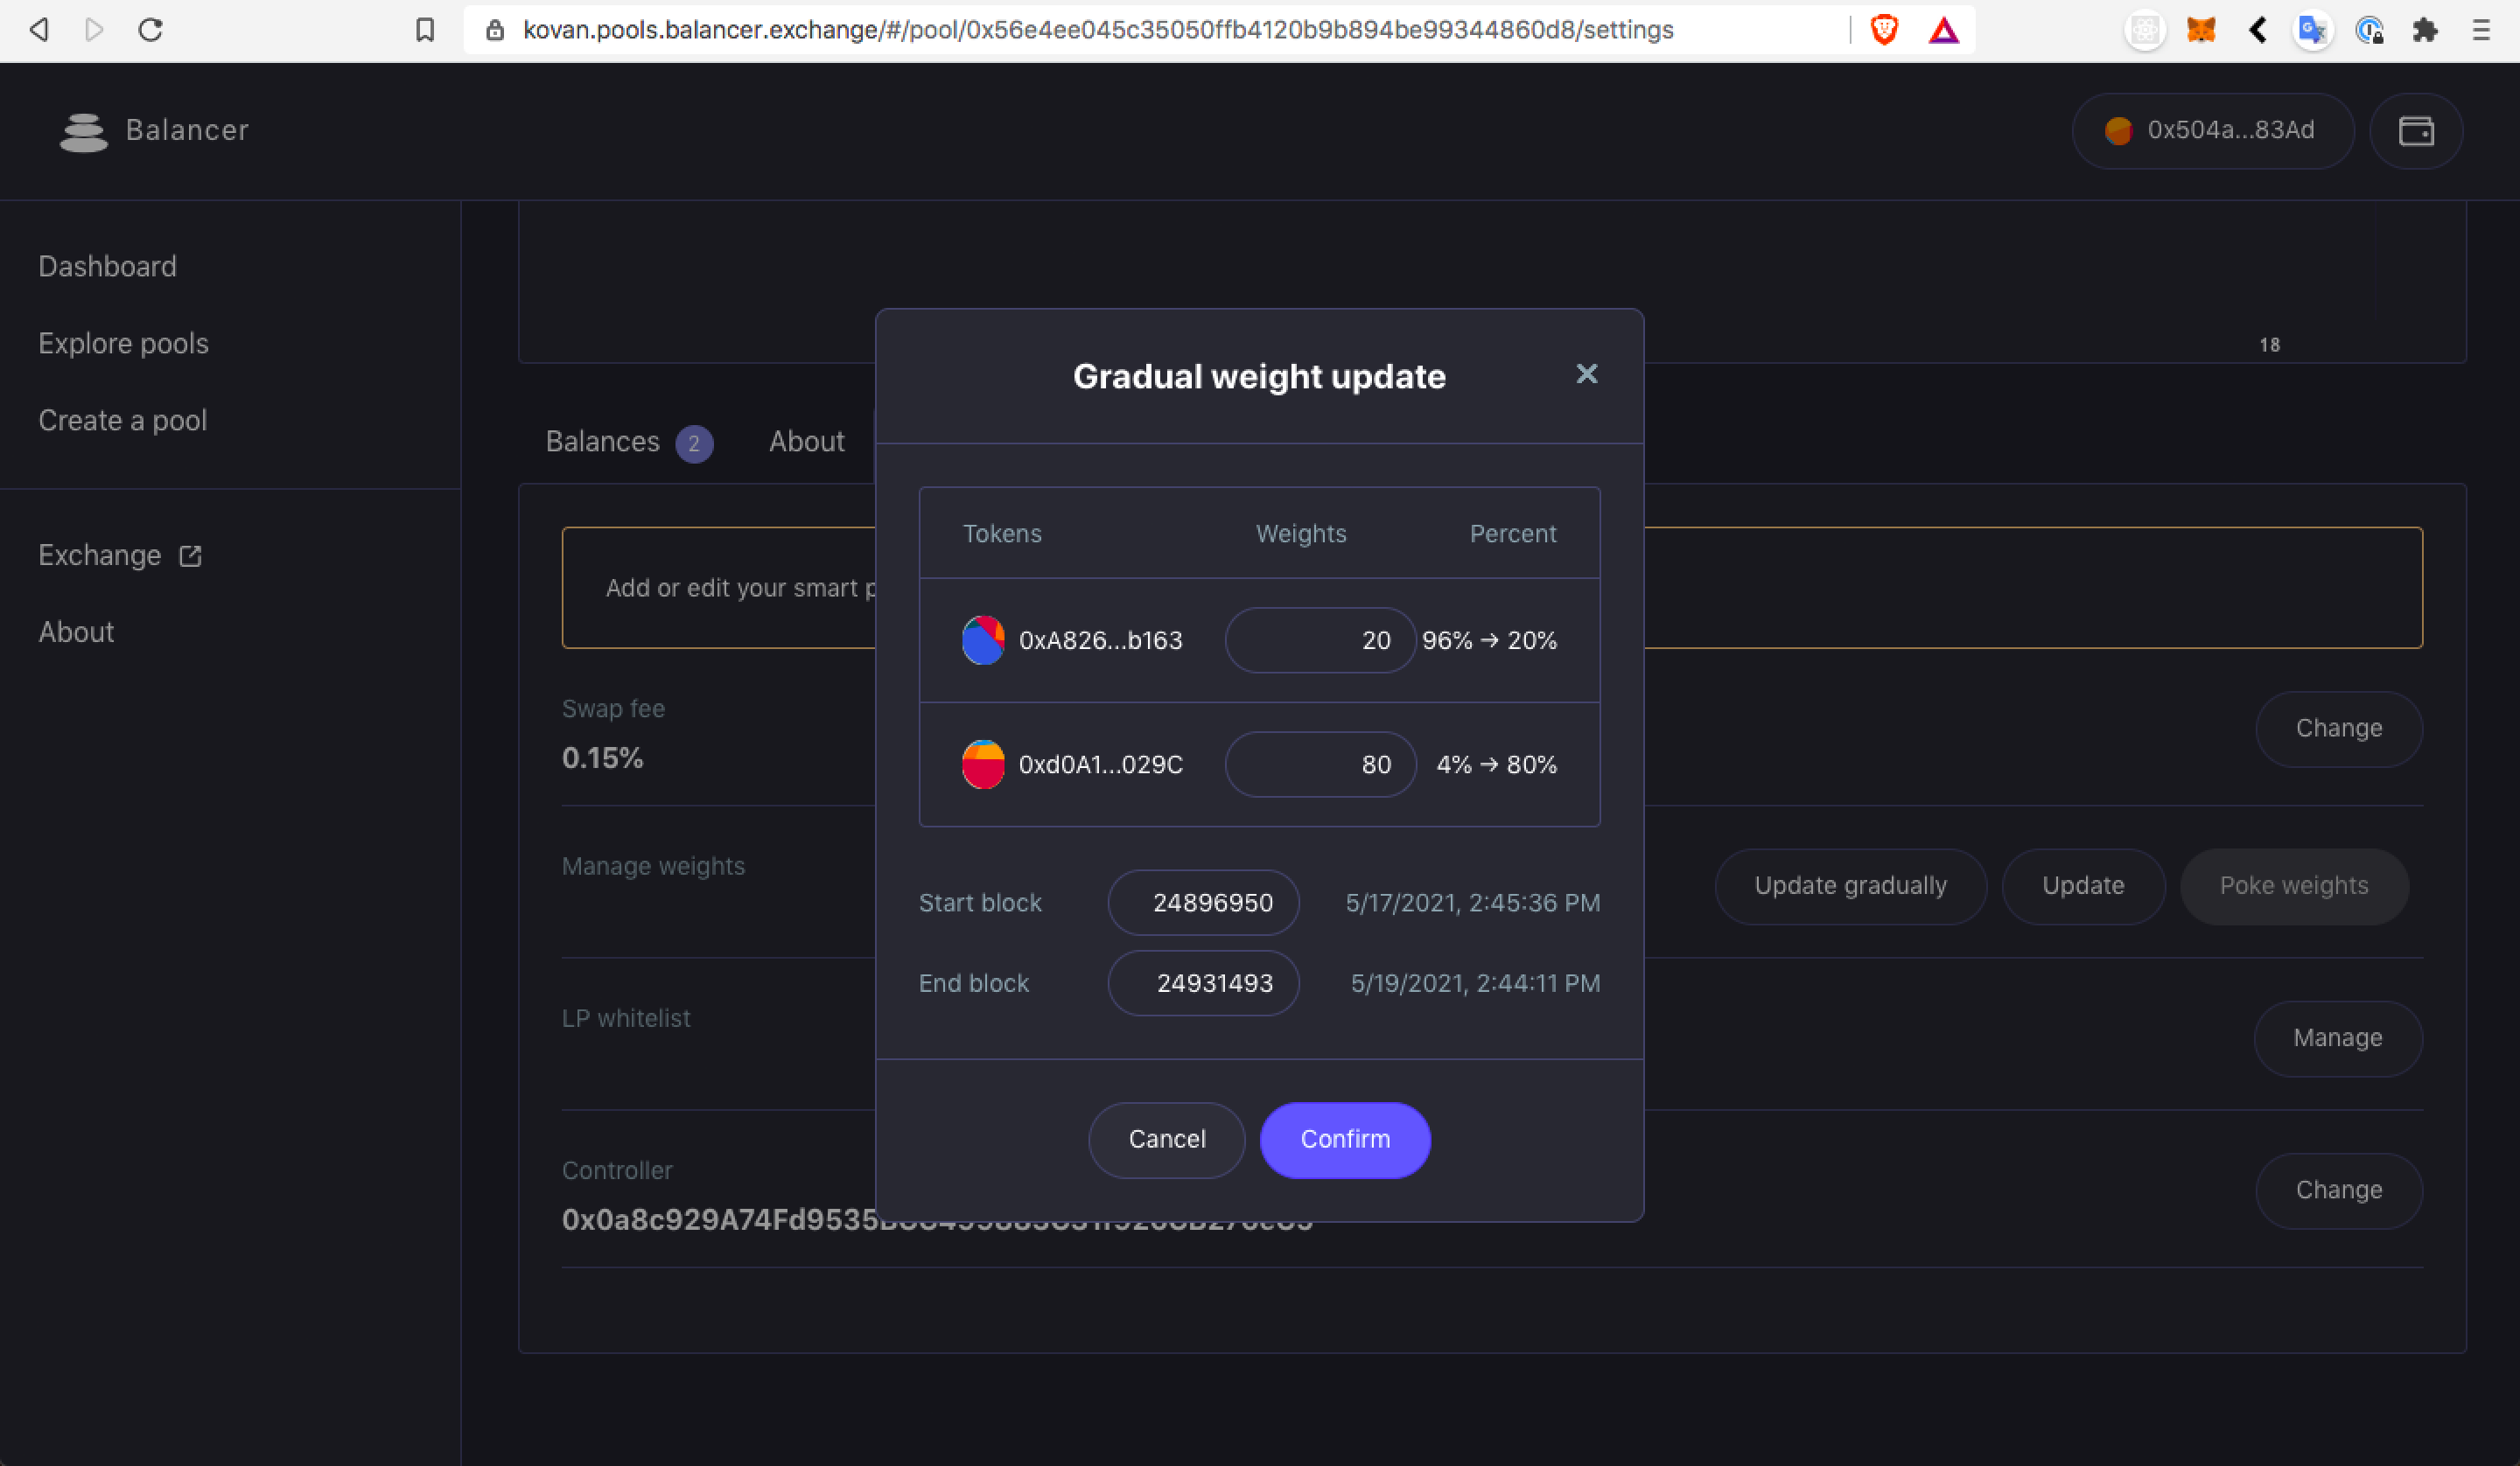 kovan.pools.balancer.exchange/#/pool/0x56e4ee045c35050ffb4120b9b894be99344860d8/settings
Balancer
0x504a...83Ad
Dashboard
Explore pools
Create a pool
Exchange
About
18
Balances 2 About
Add or edit your smart
Swap fee
0.15%
Change
Manage weights
Update gradually Update Poke weights
LP whitelist
Manage
Controller
0x0a8c929A74Fd9535
Change
Gradual weight update
Tokens Weights Percent
0xA826...b163 20 96% → 20%
0xd0A1...029C 80 4% → 80%
Start block 24896950 5/17/2021, 2:45:36 PM
End block 24931493 5/19/2021, 2:44:11 PM
Cancel Confirm